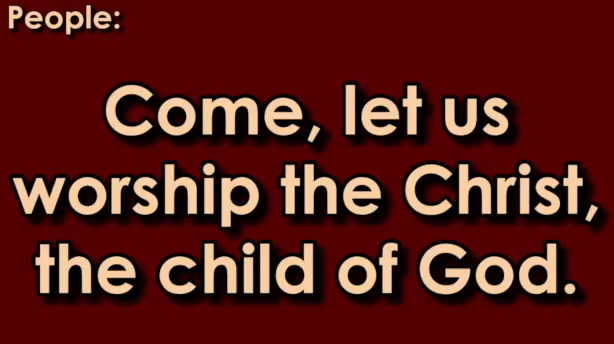 People:
Come, let us
worship the Christ,
the child of God.